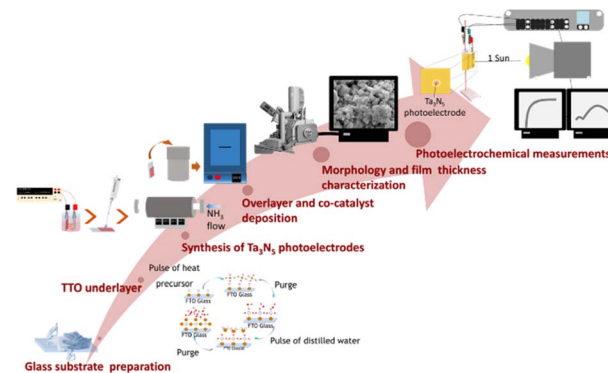 1 Sun
Ta3N5
photoelectrode
Photoelectrochemical measurements
Morphology and film thickness
characterization
NH3
flow
Overlayer and co-catalyst
deposition
Synthesis of Ta3N5 photoelectrodes
Pulse of heat
precursor
Purge
TTO underlayer
FTO Glass
FTO Glass
FTO Glass
FTO Glass
Pulse of distilled water
Purge
Glass substrate preparation